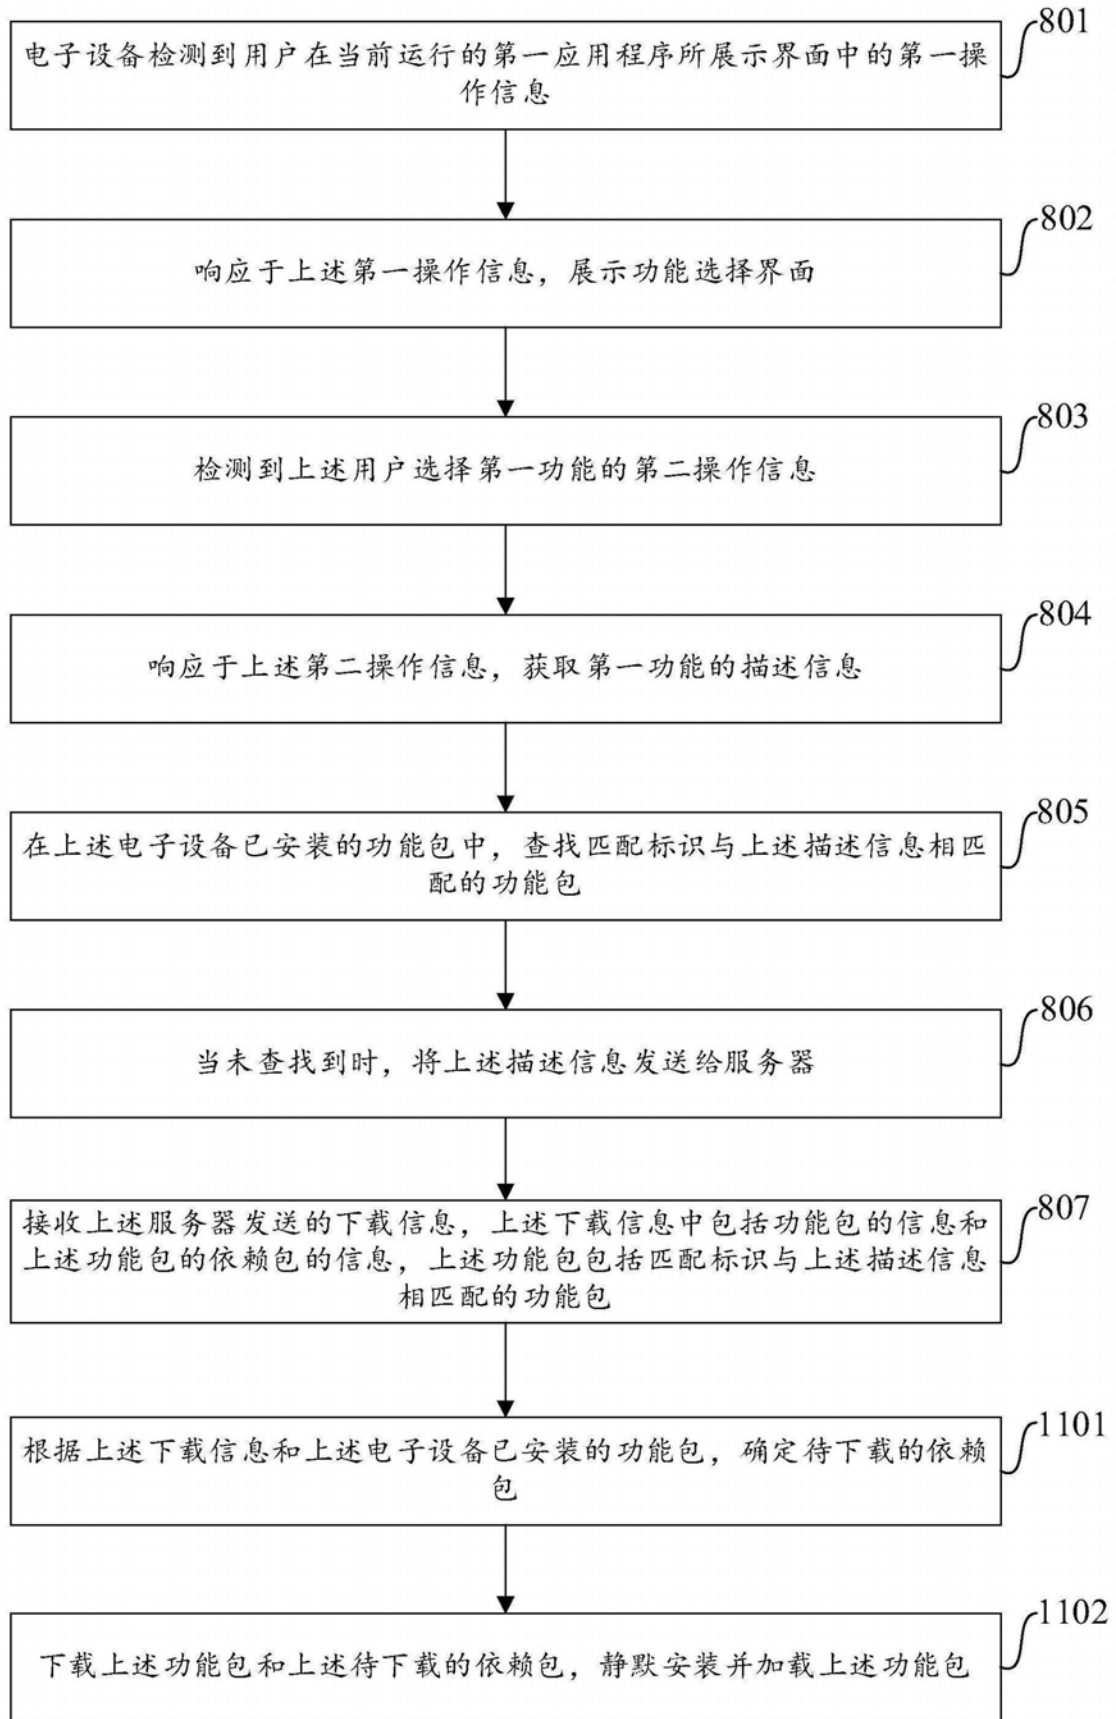 801
电子设备检测到用户在当前运行的第一应用程序所展示界面中的第一操
作信息
802
响应于上述第一操作信息，展示功能选择界面
803
检测到上述用户选择第一功能的第二操作信息
804
响应于上述第二操作信息，获取第一功能的描述信息
805
在上述电子设备已安装的功能包中，查找匹配标识与上述描述信息相匹
配的功能包
806
当未查找到时，将上述描述信息发送给服务器
807
接收上述服务器发送的下载信息，上述下载信息中包括功能包的信息和
上述功能包的依赖包的信息，上述功能包包括匹配标识与上述描述信息
相匹配的功能包
1101
根据上述下载信息和上述电子设备已安装的功能包，确定待下载的依赖
包
1102
下载上述功能包和上述待下载的依赖包，静默安装并加载上述功能包